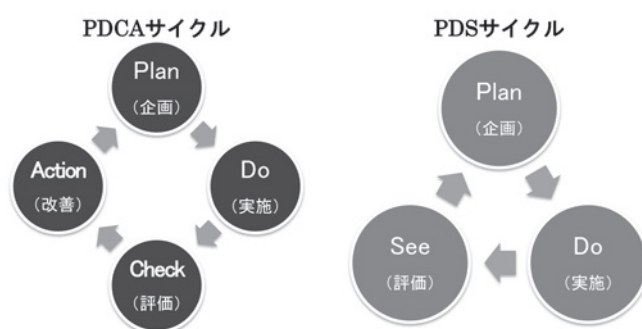 PDCAサイクル
Plan
(企画)
Do
(実施)
Check
(評価)
Action
(改善)
PDSサイクル
Plan
(企画)
Do
(実施)
See
(評価)